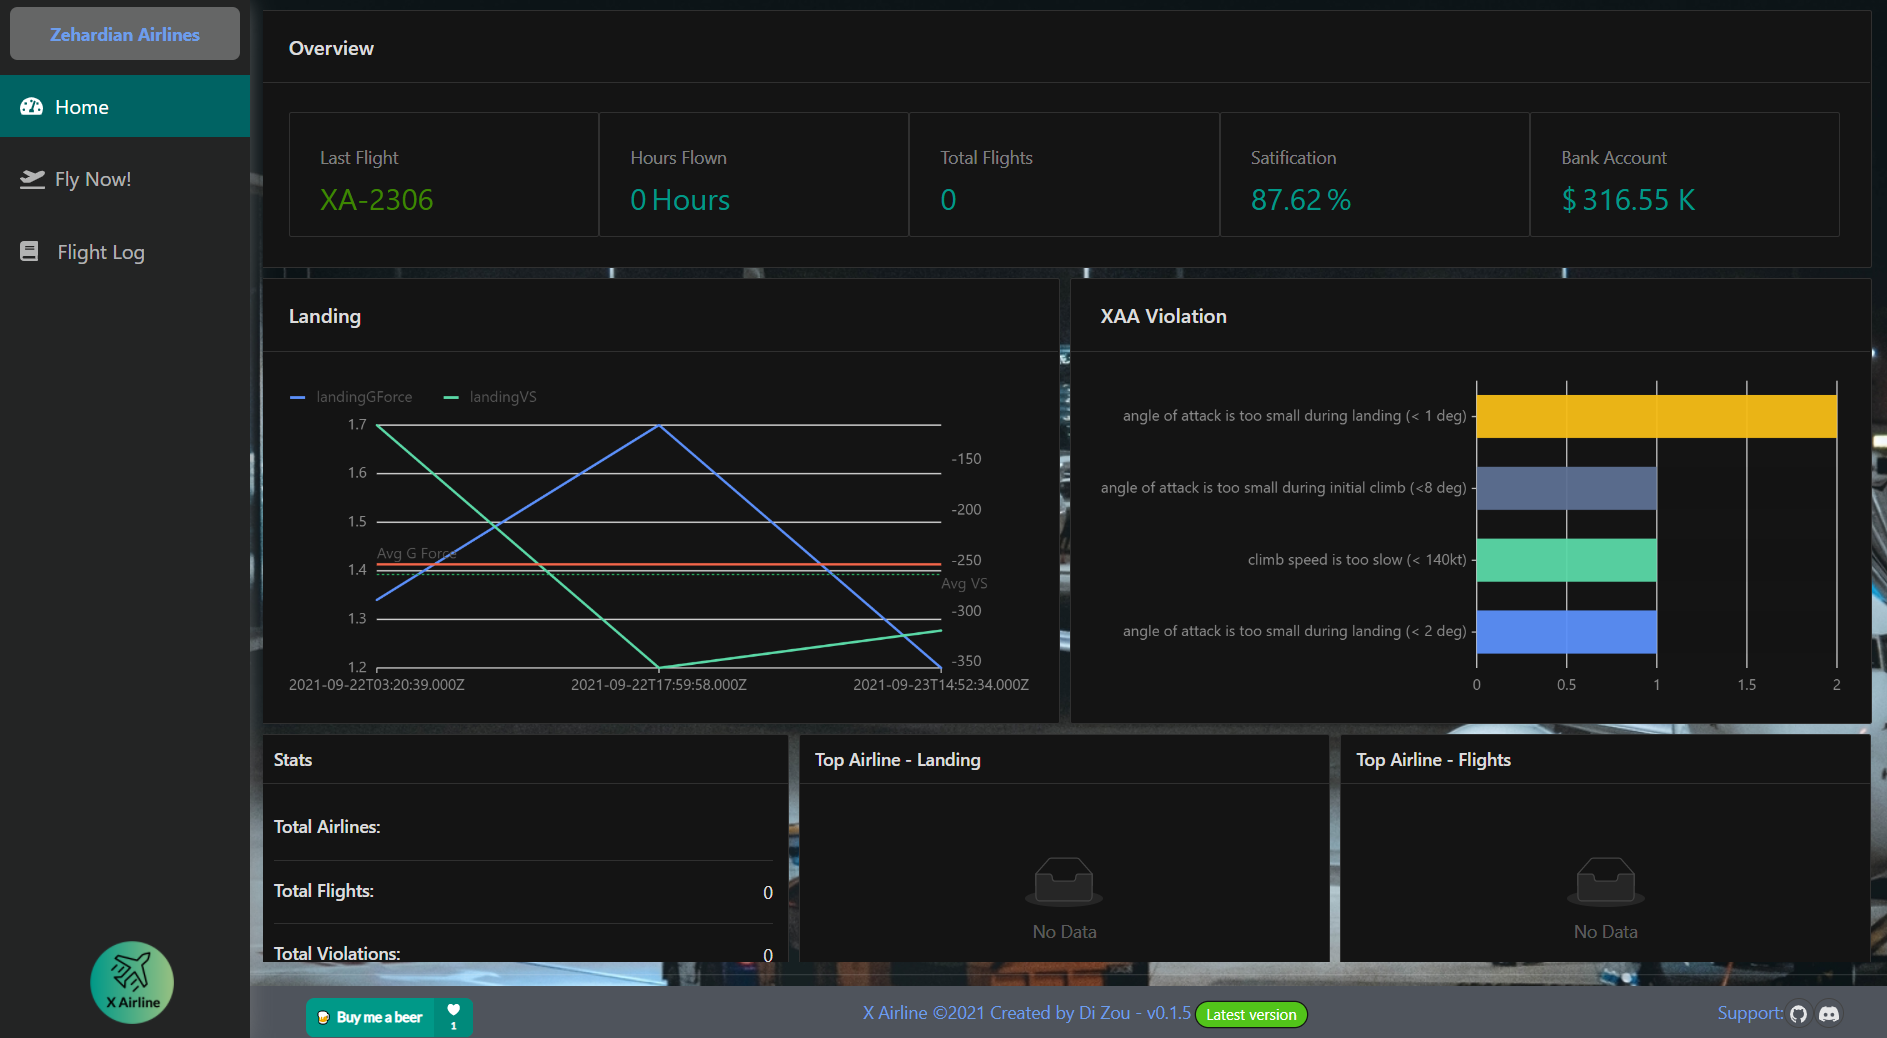 Zehardian Airlines
Home
Fly Now!
Flight Log
X Airline
Overview
Last Flight
XA-2306
Hours Flown
0 Hours
Total Flights
0
Satification
87.62 %
Bank Account
$ 316.55 K
Landing
landingGForce
landingVS
1.7
1.6
1.5
1.4
1.3
1.2
Avg G Force
-150
-200
-250
Avg VS
-300
-350
2021-09-22T03:20:39.000Z
2021-09-22T17:59:58.000Z
2021-09-23T14:52:34.000Z
XAA Violation
angle of attack is too small during landing (< 1 deg)
angle of attack is too small during initial climb (<8 deg)
climb speed is too slow (< 140kt)
angle of attack is too small during landing (< 2 deg)
0 0.5 1 1.5 2
Stats
Total Airlines:
Total Flights: 0
Total Violations: 0
Top Airline - Landing
No Data
Top Airline - Flights
No Data
Buy me a beer
1
X Airline ©2021 Created by Di Zou - v0.1.5 Latest version
Support: